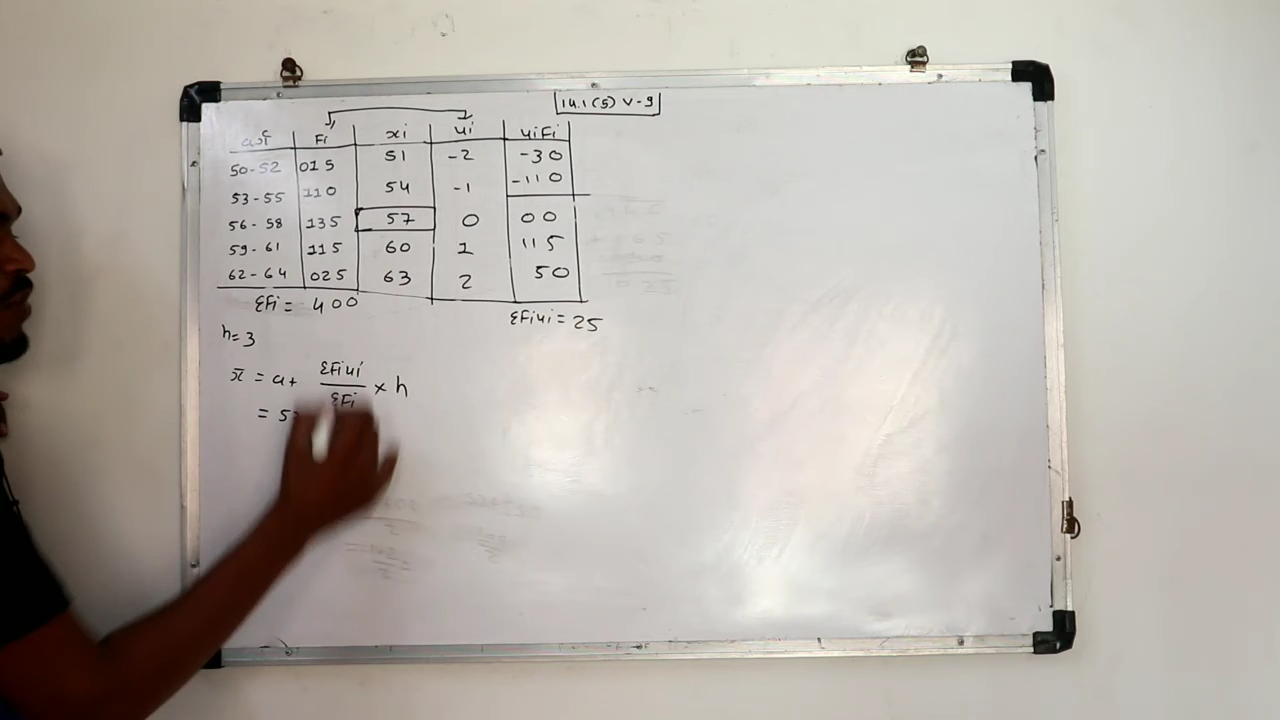 14.1(5) V-9
वर्ग Fi xi ui uiFi
50-52 015 51 -2 -30
53-55 110 54 -1 -110
56-58 135 57 0 00
59-61 115 60 1 115
62-64 025 63 2 50
ΣFi = 400
ΣFiui = 25
h=3
x̄ = a+ ΣFiui/ΣFi × h